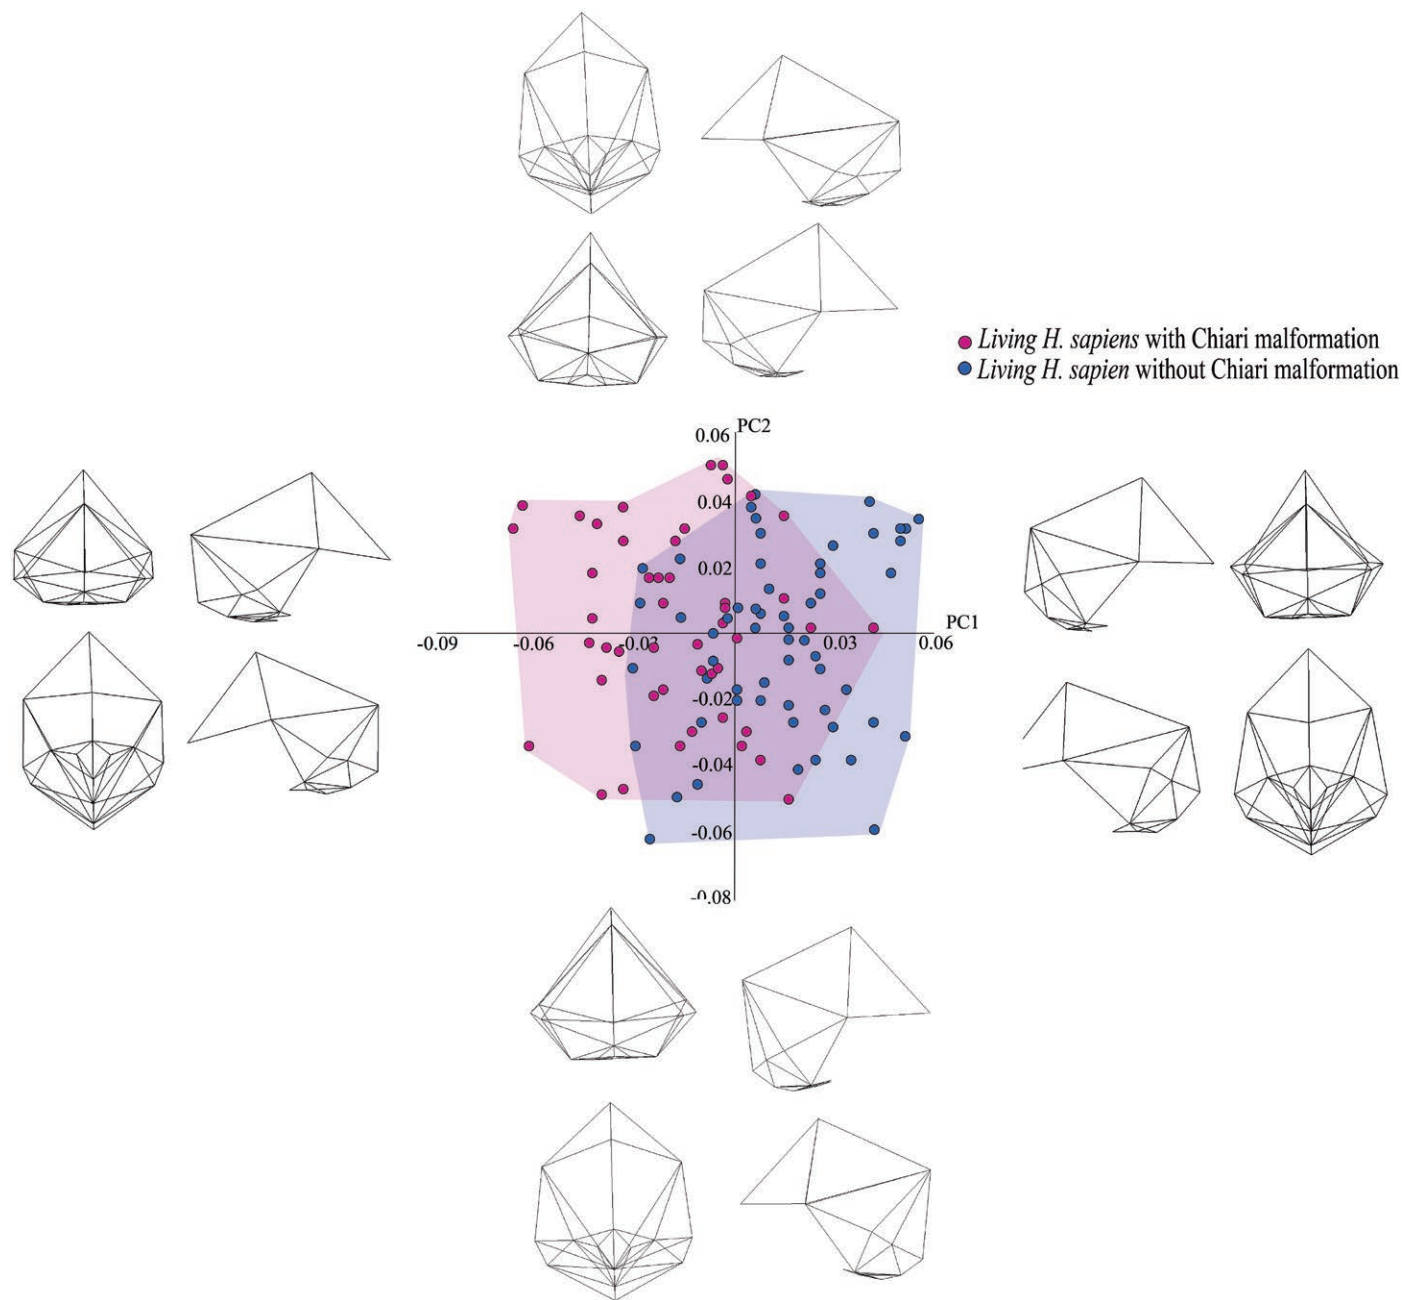 Living H. sapiens with Chiari malformation
Living H. sapien without Chiari malformation
0.06 PC2
0.04
0.02
PC1
-0.09 -0.06 -0.03 0.03 0.06
-0.02
-0.04
-0.06
-0.08